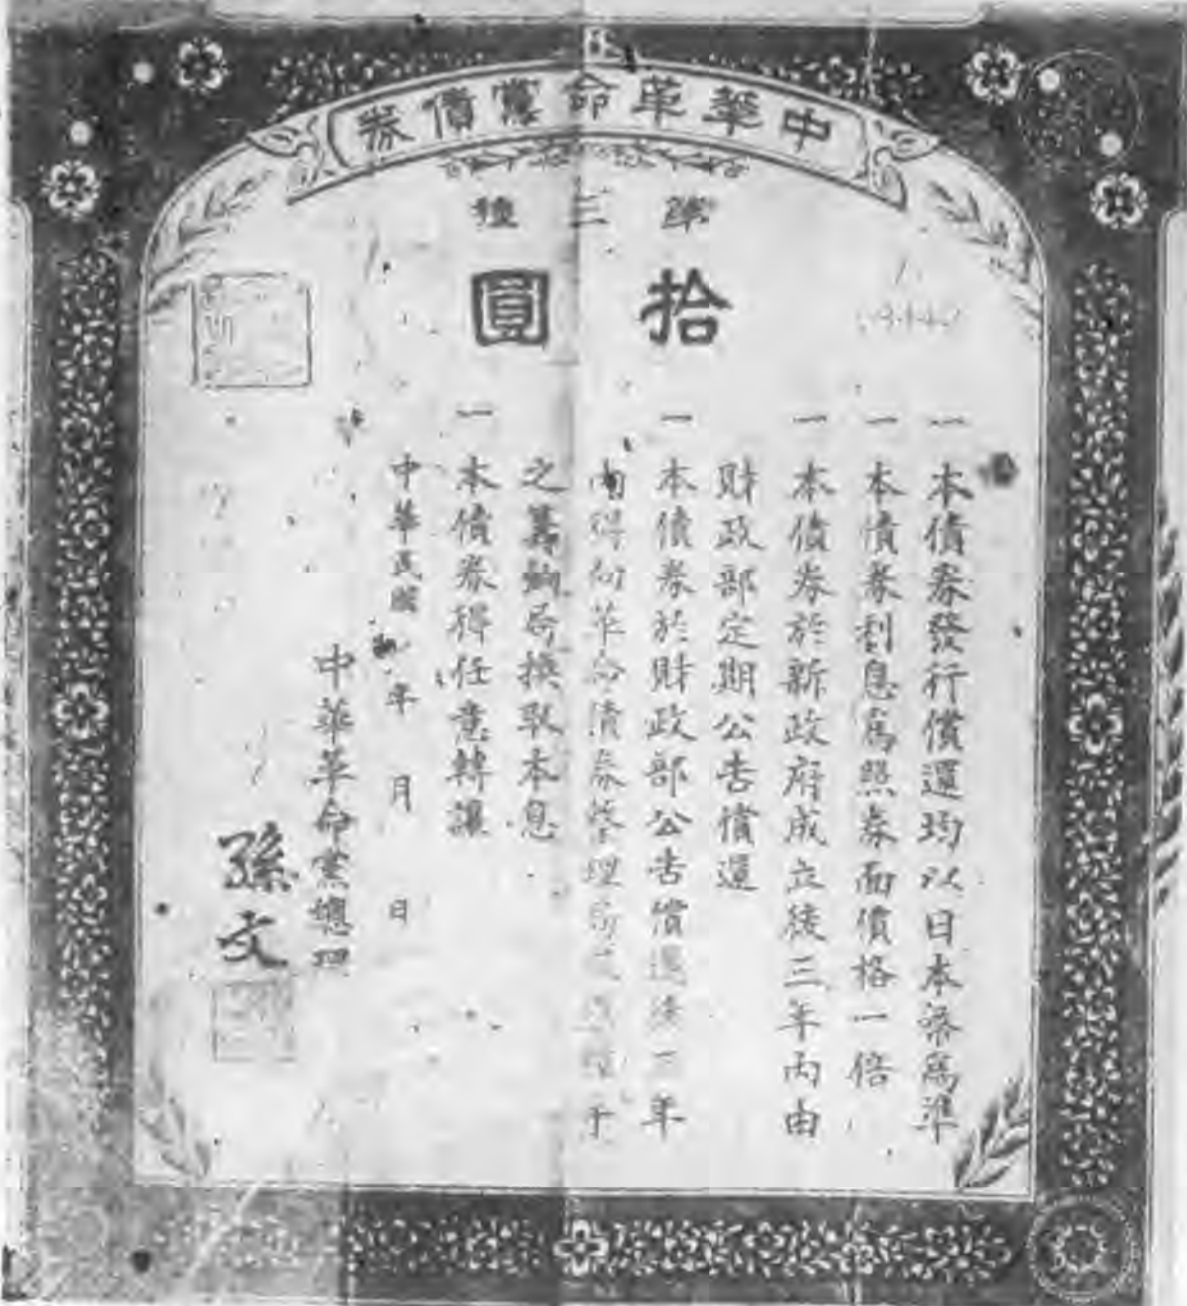 中華革命黨債券
第三種
拾圓
一 本債券發行償還均以日本幣爲準
一 本債券利息爲照券面價格一倍
一 本債券於新政府成立後三年內由
財政部定期公告償還
一 本債券於財政部公告償還後三年
內得向革命債券整理局及原 于
之籌餉局換取本息
一 本債券得任意轉讓
中華民國 年 月 日
中華革命黨總理
孫文